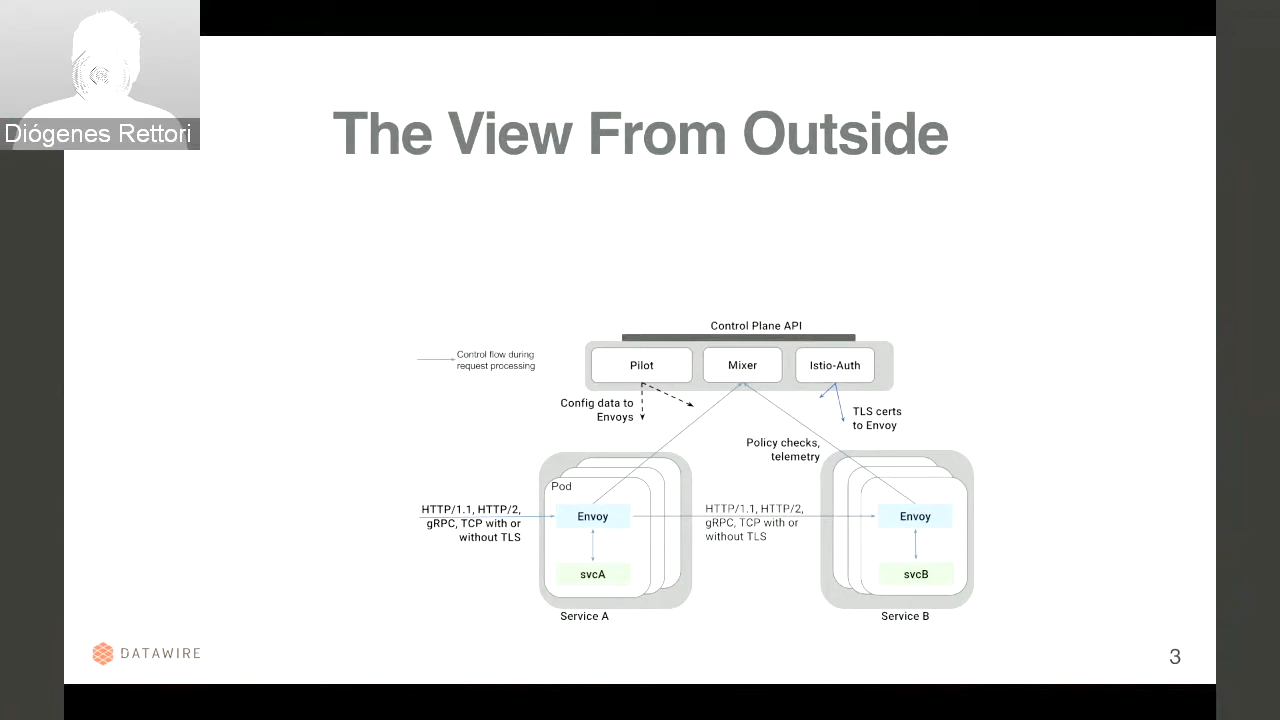 Diógenes Rettori
The View From Outside
Control Plane API
Control flow during
request processing
Pilot
Mixer
Istio-Auth
Config data to
Envoys
TLS certs
to Envoy
Policy checks,
telemetry
Pod
HTTP/1.1, HTTP/2,
gRPC, TCP with or
without TLS
Envoy
HTTP/1.1, HTTP/2,
gRPC, TCP with or
without TLS
Envoy
svcA
svcB
Service A
Service B
DATAWIRE
3